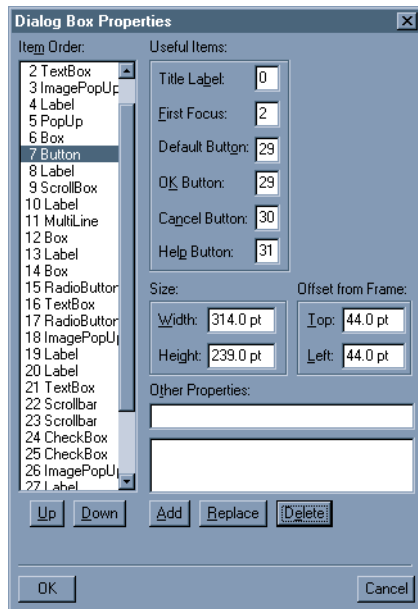 Dialog Box Properties
Item Order:
2 TextBox
3 ImagePopUp
4 Label
5 PopUp
6 Box
7 Button
8 Label
9 ScrollBox
10 Label
11 MultiLine
12 Box
13 Label
14 Box
15 RadioButton
16 TextBox
17 RadioButton
18 ImagePopU
19 Label
20 Label
21 TextBox
22 Scrollbar
23 Scrollbar
24 CheckBox
25 CheckBox
26 ImagePopU
27 Label
Up Down
Useful Items:
Title Label: 0
First Focus: 2
Default Button: 29
OK Button: 29
Cancel Button: 30
Help Button: 31
Size:
Width: 314.0 pt
Height: 239.0 pt
Offset from Frame:
Top: 44.0 pt
Left: 44.0 pt
Other Properties:
Add Replace Delete
OK Cancel